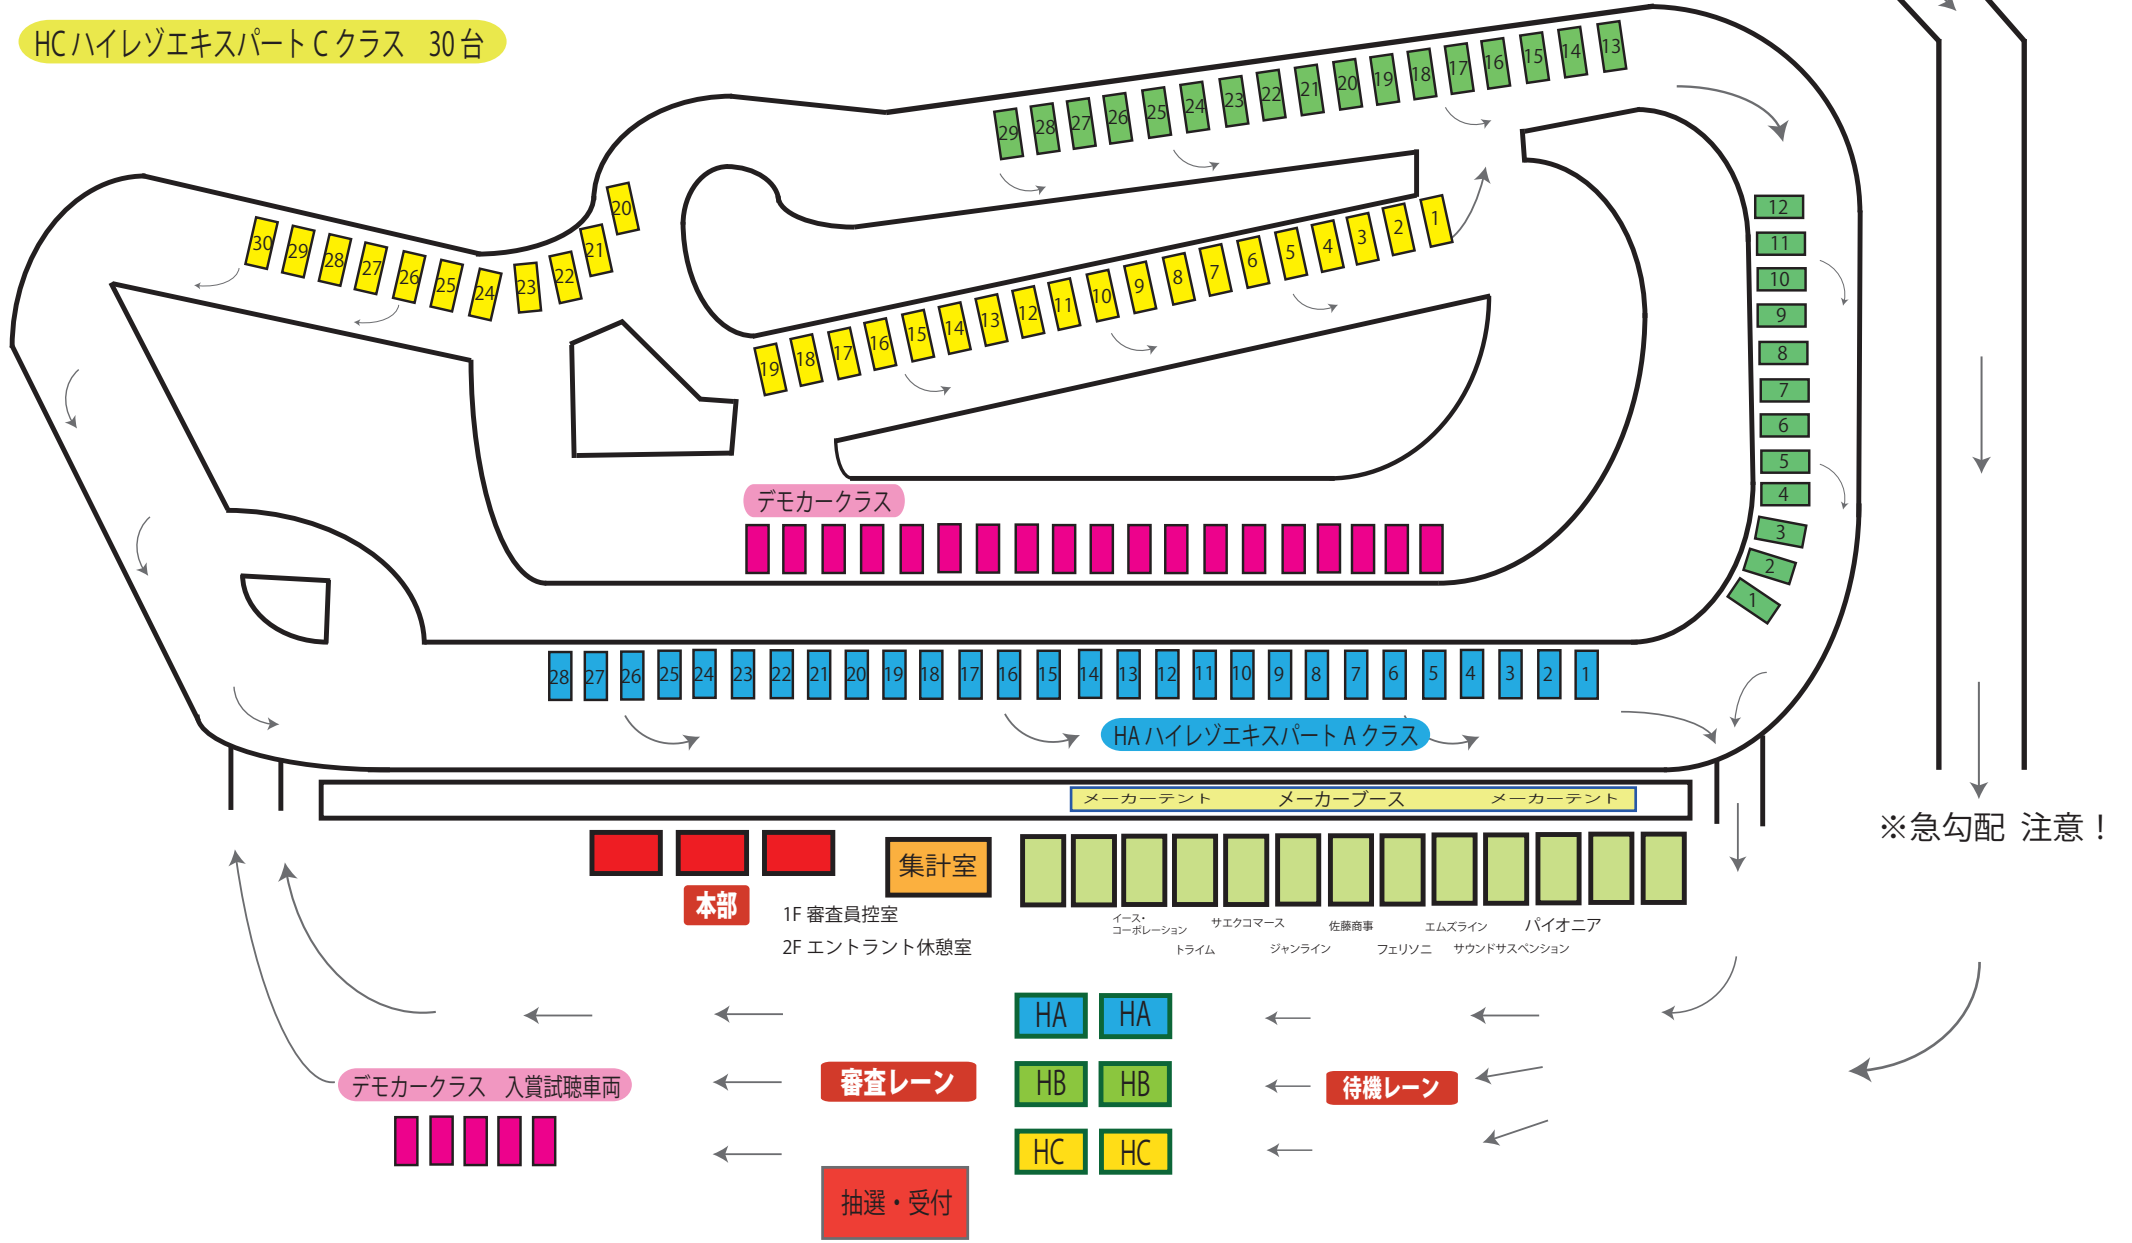 HC ハイレゾエキスパート C クラス　30 台
29 28 27 26 25 24 23 22 21 20 19 18 17 16 15 14 13
12
11
10
9
8
7
6
5
4
3
2
1
30 29 28 27 26 25 24 23 22 21 20
19 18 17 16 15 14 13 12 11 10 9 8 7 6 5 4 3 2 1
デモカークラス
28 27 26 25 24 23 22 21 20 19 18 17 16 15 14 13 12 11 10 9 8 7 6 5 4 3 2 1
HA ハイレゾエキスパート A クラス
メーカーテント メーカーブース メーカーテント
※急勾配 注意！
集計室
本部
1F 審査員控室
2F エントラント休憩室
イース・
コーポレーション
トライム
サエクコマース
ジャンライン
佐藤商事
フェリソニ
エムズライン
サウンドサスペンション
パイオニア
HA HA
HB HB
HC HC
審査レーン
待機レーン
デモカークラス　入賞試聴車両
抽選・受付